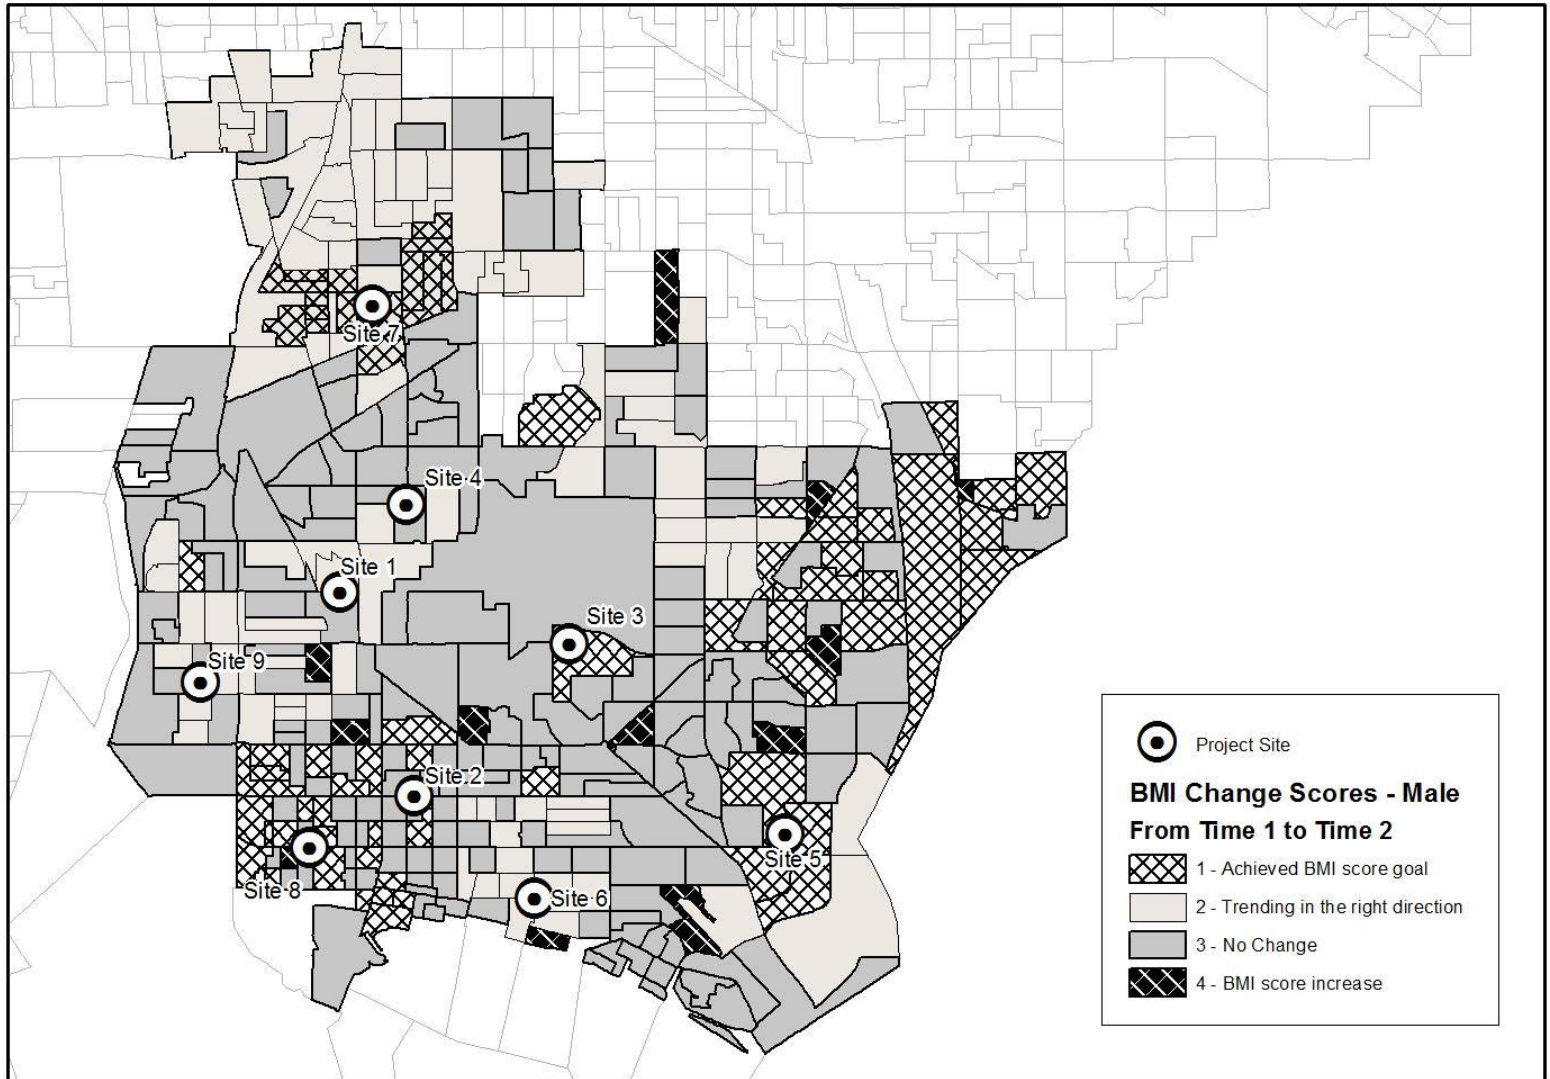 Site 7
Site 4
Site 1
Site 3
Site 9
Site 2
Site 5
Site 8
Site 6
Project Site
BMI Change Scores - Male
From Time 1 to Time 2
1 - Achieved BMI score goal
2 - Trending in the right direction
3 - No Change
4 - BMI score increase